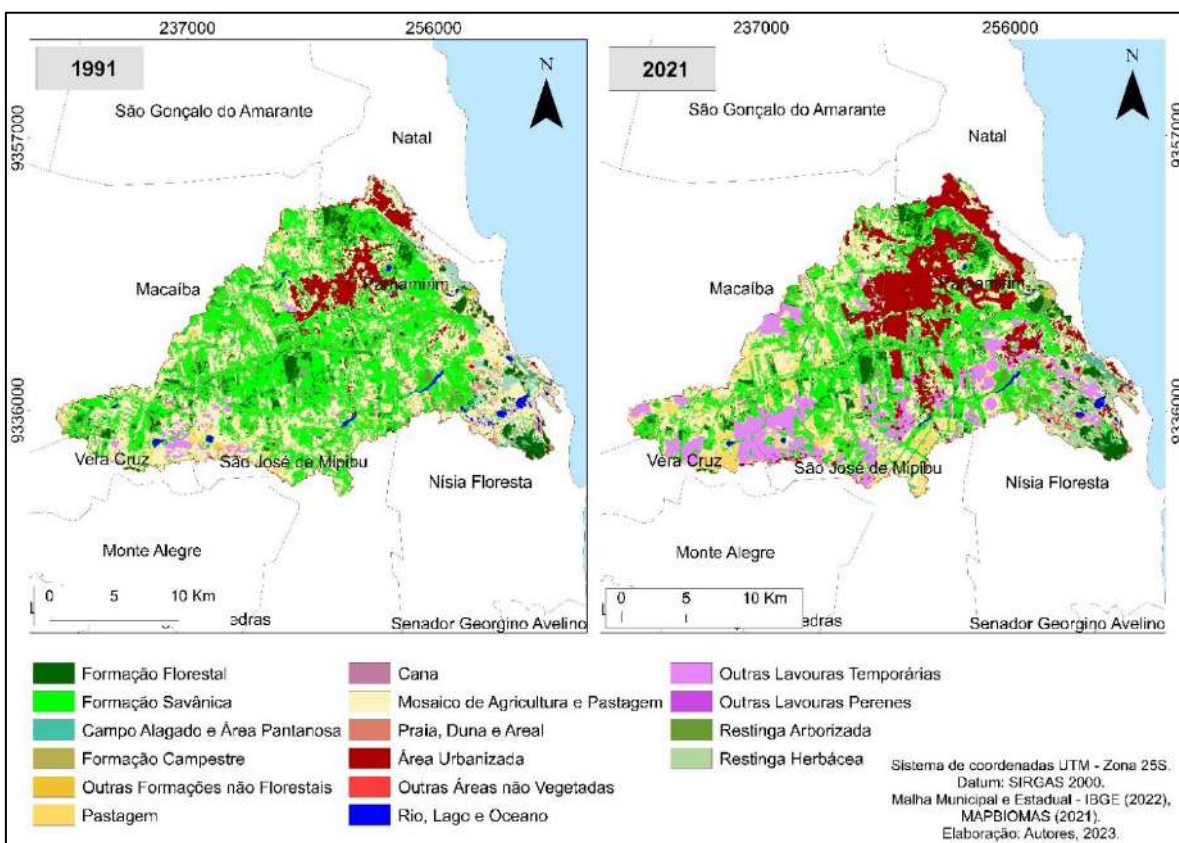 237000 256000
1991
N
São Gonçalo do Amarante
Natal
9357000
Macaíba
Parnamirim
9336000
Vera Cruz
São José de Mipibu
Nísia Floresta
Monte Alegre
0 5 10 Km
edras
Senador Georgino Avelino
237000 256000
2021
N
São Gonçalo do Amarante
Natal
9357000
Macaíba
Parnamirim
9336000
Vera Cruz
São José de Mipibu
Nísia Floresta
Monte Alegre
0 5 10 Km
edras
Senador Georgino Avelino
Formação Florestal
Formação Savânica
Campo Alagado e Área Pantanosa
Formação Campestre
Outras Formações não Florestais
Pastagem
Cana
Mosaico de Agricultura e Pastagem
Praia, Duna e Areal
Área Urbanizada
Outras Áreas não Vegetadas
Rio, Lago e Oceano
Outras Lavouras Temporárias
Outras Lavouras Perenes
Restinga Arborizada
Restinga Herbácea
Sistema de coordenadas UTM - Zona 25S.
Datum: SIRGAS 2000.
Malha Municipal e Estadual - IBGE (2022),
MAPBIOMAS (2021).
Elaboração: Autores, 2023.